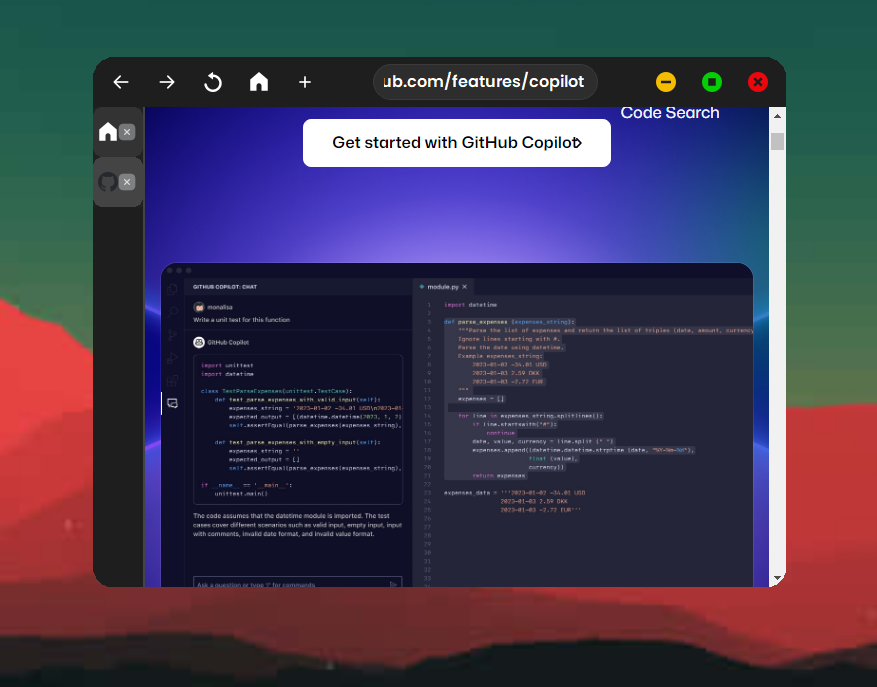 ub.com/features/copilot
Code Search
Get started with GitHub Copilot
GITHUB COPILOT: CHAT
monalisa
Write a unit test for this function
GitHub Copilot
import unittest
import datetime
class TestParseExpenses(unittest.TestCase):
def test_parse_expenses_with_valid_input(self):
expenses_string = '2023-01-02 -34.01 USD\n2023-01-
expected_output = [(datetime.datetime(2023, 1, 2)
self.assertEqual(parse_expenses(expenses_string),
def test_parse_expenses_with_empty_input(self):
expenses_string = ''
expected_output = []
self.assertEqual(parse_expenses(expenses_string),
if __name__ == '__main__':
unittest.main()
The code assumes that the datetime module is imported. The test
cases cover different scenarios such as valid input, empty input, input
with comments, invalid date format, and invalid value format.
Ask a question or type '/' for commands
module.py
1 import datetime
2
3 def parse_expenses (expenses_string):
4 """Parse the list of expenses and return the list of triples (date, amount, currency
5 Ignore lines starting with #.
6 Parse the date using datetime.
7 Example expenses_string:
8 2023-01-02 -34.01 USD
9 2023-01-03 2.59 DKK
10 2023-01-03 -2.72 EUR
11 """
12 expenses = []
13
14 for line in expenses_string.splitlines():
15 if line.startswith("#"):
16 continue
17 date, value, currency = line.split (" ")
18 expenses.append((datetime.datetime.strptime (date, "%Y-%m-%d"),
19 float (value),
20 currency))
21 return expenses
22
23 expenses_data = '''2023-01-02 -34.01 USD
24 2023-01-03 2.59 DKK
25 2023-01-03 -2.72 EUR'''
26
27
28
29
30
31
32
33